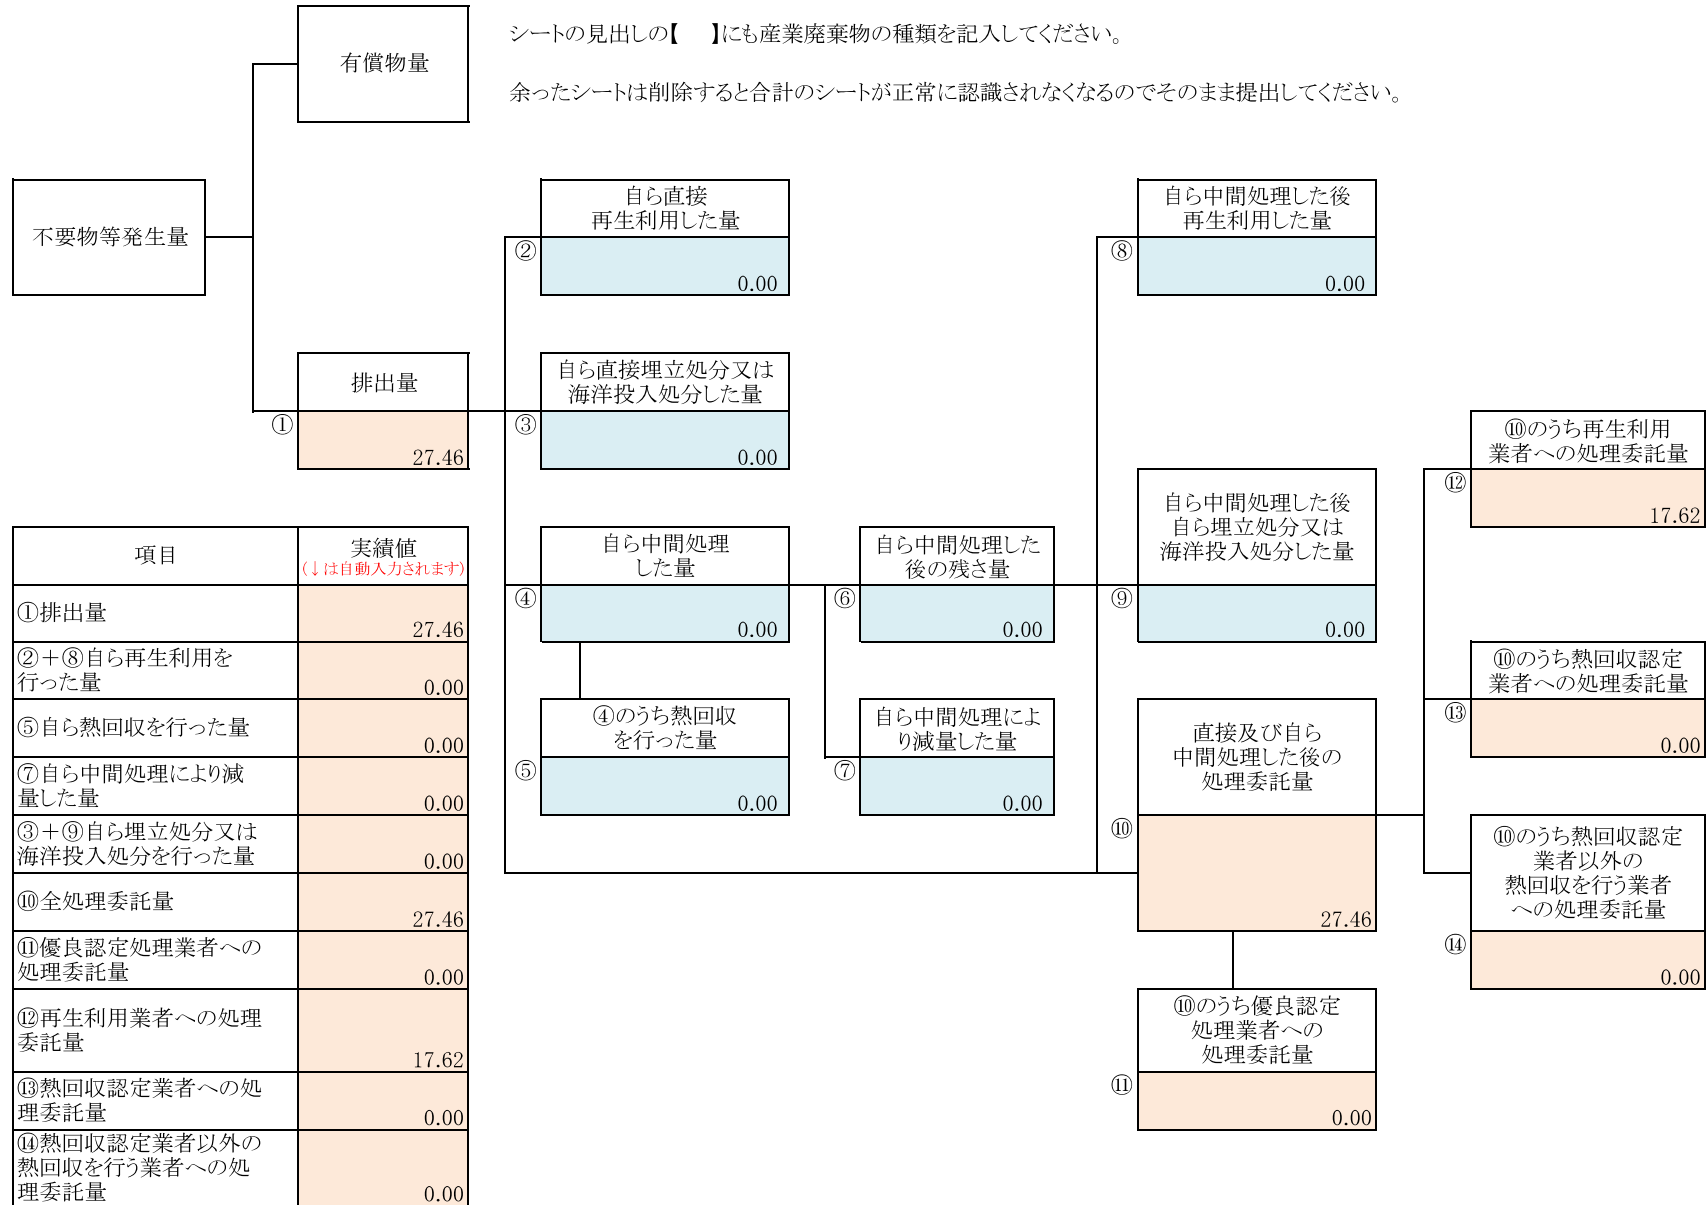 シートの見出しの【　】にも産業廃棄物の種類を記入してください。
有償物量
余ったシートは削除すると合計のシートが正常に認識されなくなるのでそのまま提出してください。
不要物等発生量
自ら直接
再生利用した量
②
0.00
自ら中間処理した後
再生利用した量
⑧
0.00
排出量
①
27.46
自ら直接埋立処分又は
海洋投入処分した量
③
0.00
⑩のうち再生利用
業者への処理委託量
⑫
17.62
自ら中間処理
した量
④
0.00
自ら中間処理した
後の残さ量
⑥
0.00
自ら中間処理した後
自ら埋立処分又は
海洋投入処分した量
⑨
0.00
⑩のうち熱回収認定
業者への処理委託量
⑬
0.00
④のうち熱回収
を行った量
⑤
0.00
自ら中間処理によ
り減量した量
⑦
0.00
直接及び自ら
中間処理した後の
処理委託量
⑩
27.46
⑩のうち熱回収認定
業者以外の
熱回収を行う業者
への処理委託量
⑭
0.00
⑩のうち優良認定
処理業者への
処理委託量
⑪
0.00
項目
実績値
(↓は自動入力されます)
①排出量
27.46
②＋⑧自ら再生利用を
行った量
0.00
⑤自ら熱回収を行った量
0.00
⑦自ら中間処理により減
量した量
0.00
③＋⑨自ら埋立処分又は
海洋投入処分を行った量
0.00
⑩全処理委託量
27.46
⑪優良認定処理業者への
処理委託量
0.00
⑫再生利用業者への処理
委託量
17.62
⑬熱回収認定業者への処
理委託量
0.00
⑭熱回収認定業者以外の
熱回収を行う業者への処
理委託量
0.00